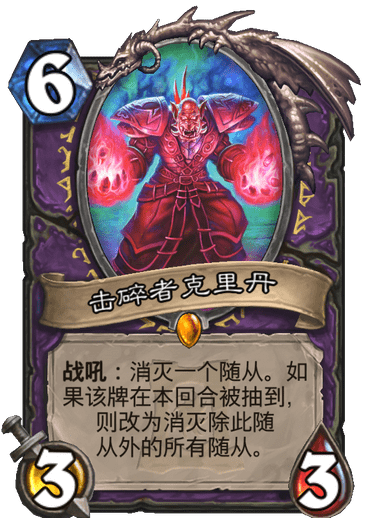 6
击碎者克里丹
战吼：消灭一个随从。如
果该牌在本回合被抽到，
则改为消灭除此随
从外的所有随从。
3
3